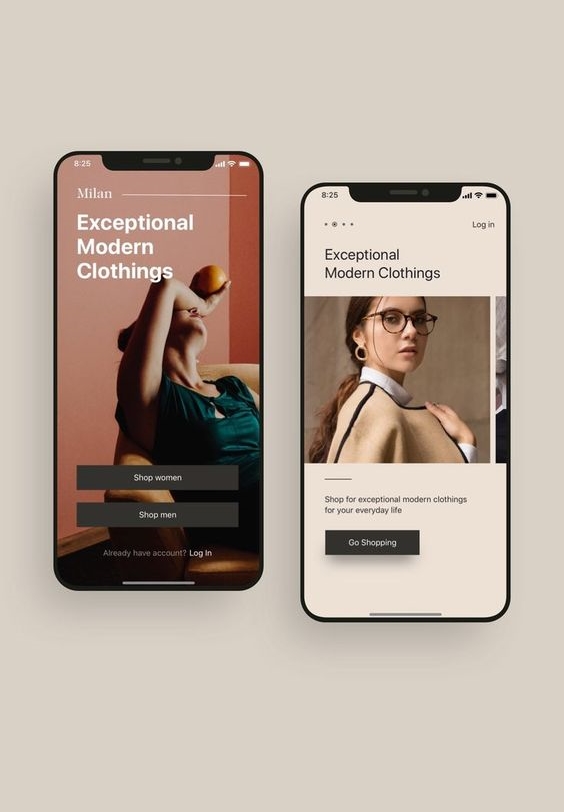 8:25
Milan
Exceptional
Modern
Clothings
Shop women
Shop men
Already have account? Log In
8:25
Log in
Exceptional
Modern Clothings
Shop for exceptional modern clothings
for your everyday life
Go Shopping